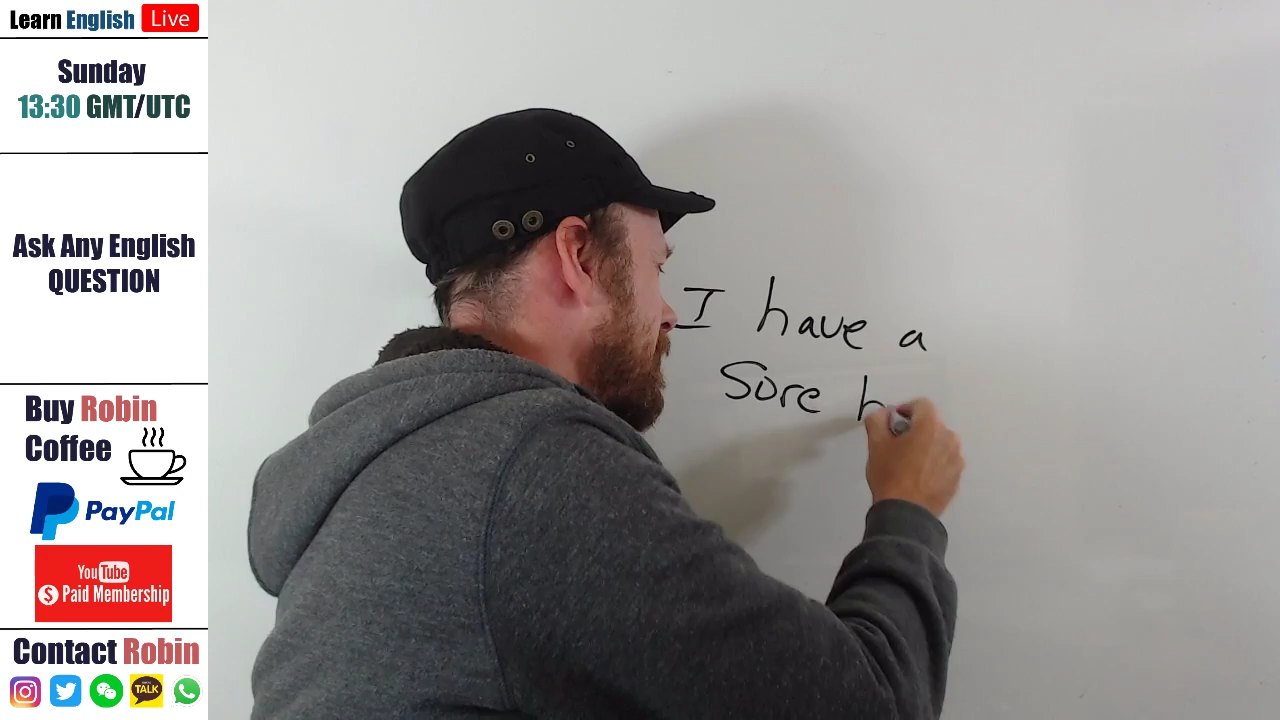 Learn English Live
Sunday
13:30 GMT/UTC
Ask Any English
QUESTION
Buy Robin
Coffee
PayPal
YouTube
$ Paid Membership
Contact Robin
TALK
I have a
Sore h